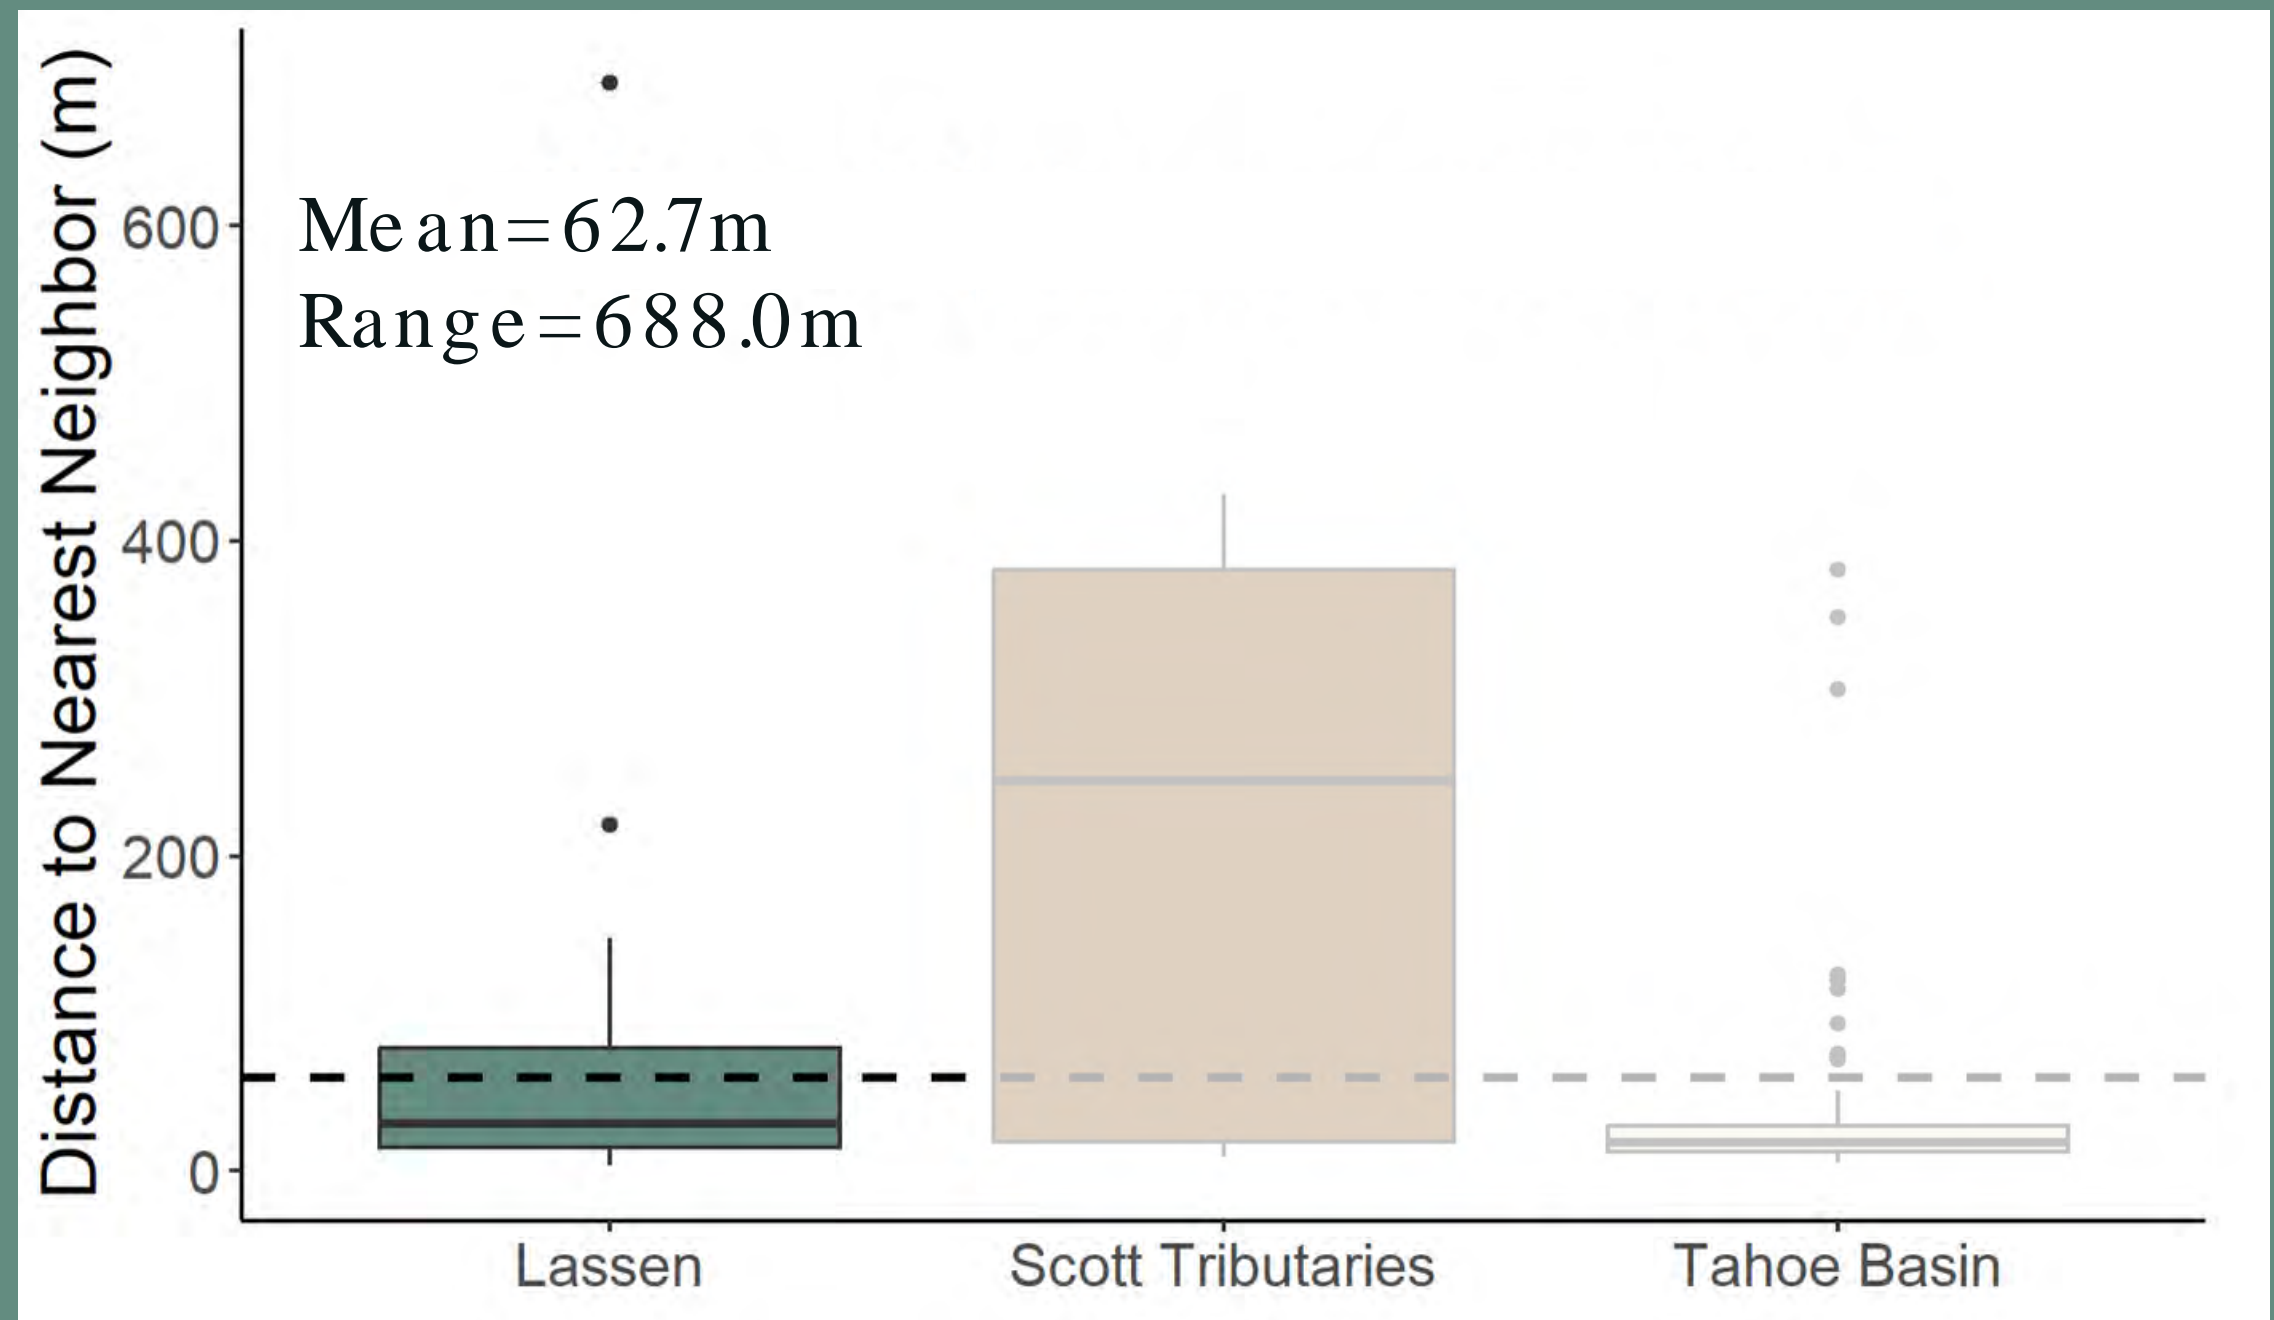 Distance to Nearest Neighbor (m)
600
400
200
0
Mean=62.7m
Range=688.0m
Lassen
Scott Tributaries
Tahoe Basin